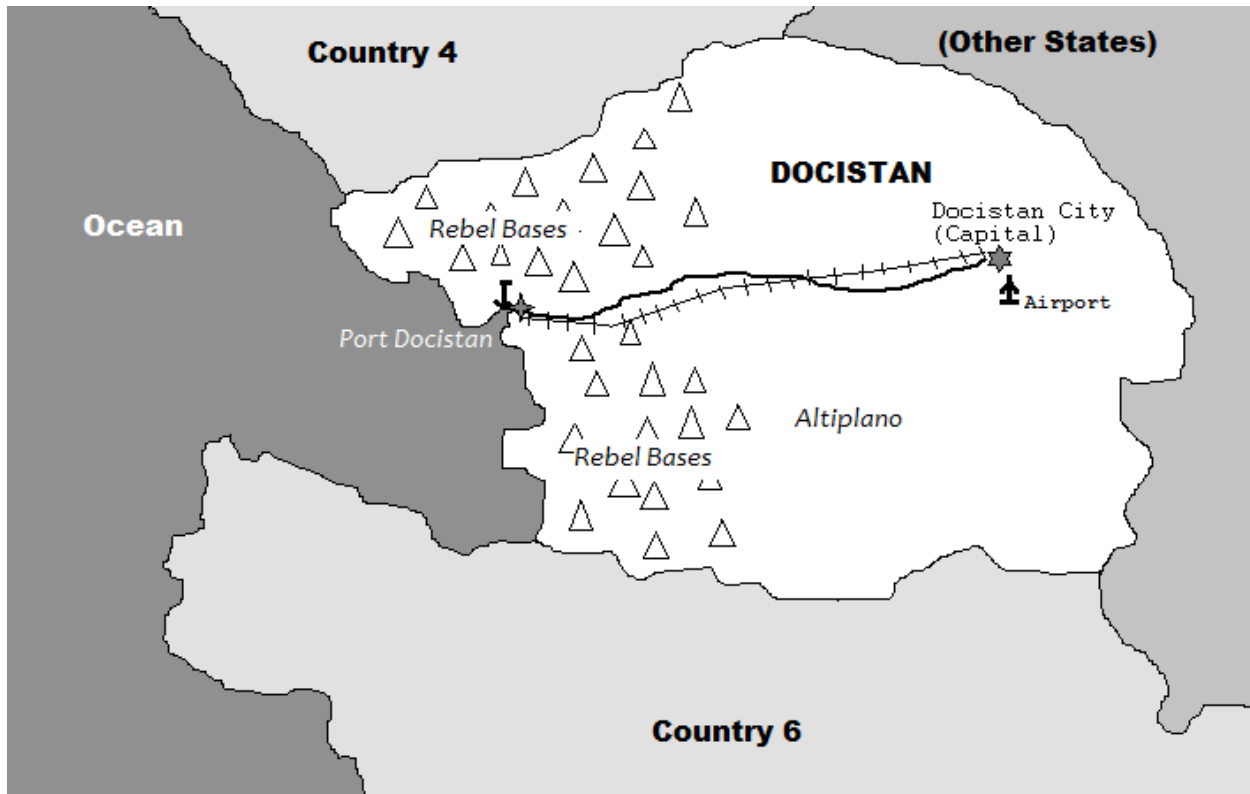 Country 4
(Other States)
DOCISTAN
Ocean
Rebel Bases
Docistan City
(Capital)
Airport
Port Docistan
Altiplano
Rebel Bases
Country 6